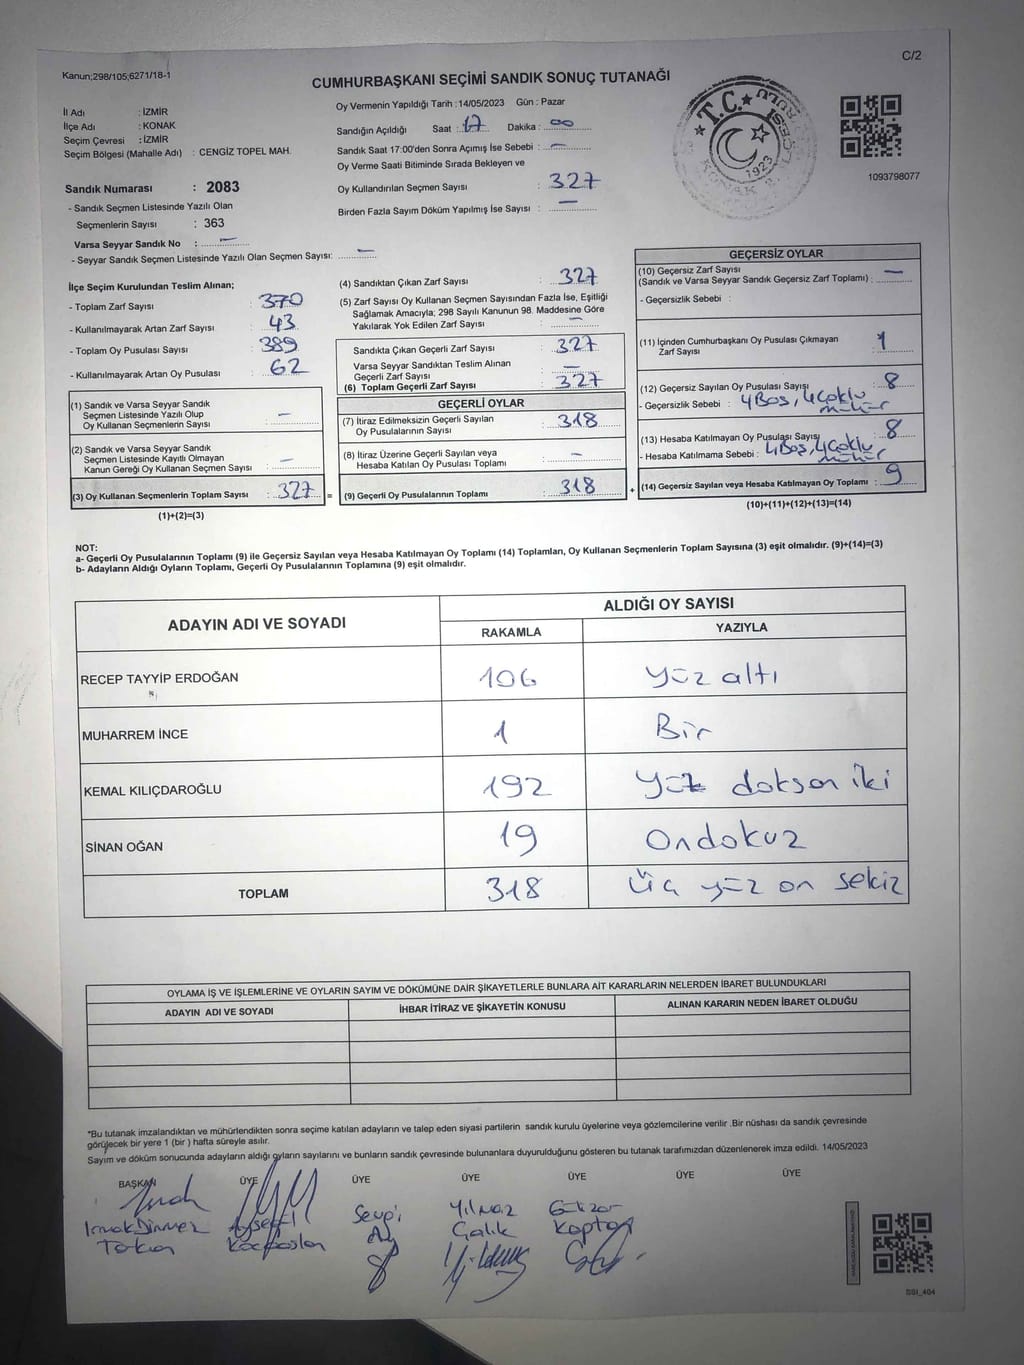 C/2
Kanun;298/105;6271/18-1
CUMHURBAŞKANI SEÇİMİ SANDIK SONUÇ TUTANAĞI
İl Adı : İZMİR
İlçe Adı : KONAK
Seçim Çevresi : İZMİR
Seçim Bölgesi (Mahalle Adı) : CENGİZ TOPEL MAH.
Sandık Numarası : 2083
- Sandık Seçmen Listesinde Yazılı Olan
Seçmenlerin Sayısı : 363
Varsa Seyyar Sandık No : –
- Seyyar Sandık Seçmen Listesinde Yazılı Olan Seçmen Sayısı: –
Oy Vermenin Yapıldığı Tarih : 14/05/2023 Gün : Pazar
Sandığın Açıldığı Saat : 17 Dakika : 00
Sandık Saat 17:00'den Sonra Açımış İse Sebebi : –
Oy Verme Saati Bitiminde Sırada Bekleyen ve
Oy Kullandırılan Seçmen Sayısı : 327
Birden Fazla Sayım Döküm Yapılmış İse Sayısı : –
T.C.
1923
1093798077
İlçe Seçim Kurulundan Teslim Alınan;
- Toplam Zarf Sayısı : 370
- Kullanılmayarak Artan Zarf Sayısı : 43
- Toplam Oy Pusulası Sayısı : 389
- Kullanılmayarak Artan Oy Pusulası : 62
(1) Sandık ve Varsa Seyyar Sandık
Seçmen Listesinde Yazılı Olup
Oy Kullanan Seçmenlerin Sayısı : –
(2) Sandık ve Varsa Seyyar Sandık
Seçmen Listesinde Kayıtlı Olmayan
Kanun Gereği Oy Kullanan Seçmen Sayısı : –
(3) Oy Kullanan Seçmenlerin Toplam Sayısı : 327 =
(1)+(2)=(3)
(4) Sandıktan Çıkan Zarf Sayısı : 327
(5) Zarf Sayısı Oy Kullanan Seçmen Sayısından Fazla İse, Eşitliği
Sağlamak Amacıyla; 298 Sayılı Kanunun 98. Maddesine Göre
Yakılarak Yok Edilen Zarf Sayısı : –
Sandıkta Çıkan Geçerli Zarf Sayısı : 327
Varsa Seyyar Sandıktan Teslim Alınan
Geçerli Zarf Sayısı : –
(6) Toplam Geçerli Zarf Sayısı : 327
GEÇERLİ OYLAR
(7) İtiraz Edilmeksizin Geçerli Sayılan
Oy Pusulalarının Sayısı : 318
(8) İtiraz Üzerine Geçerli Sayılan veya
Hesaba Katılan Oy Pusulası Toplamı : –
(9) Geçerli Oy Pusulalarının Toplamı : 318 +
GEÇERSİZ OYLAR
(10) Geçersiz Zarf Sayısı
(Sandık ve Varsa Seyyar Sandık Geçersiz Zarf Toplamı) : –
- Geçersizlik Sebebi :
(11) İçinden Cumhurbaşkanı Oy Pusulası Çıkmayan
Zarf Sayısı : 1
(12) Geçersiz Sayılan Oy Pusulası Sayısı : 8
- Geçersizlik Sebebi : 4 Boş, 4 çoklu
mühür
(13) Hesaba Katılmayan Oy Pusulası Sayısı : 8
- Hesaba Katılmama Sebebi : 4 Boş, 4 çoklu
mühür
(14) Geçersiz Sayılan veya Hesaba Katılmayan Oy Toplamı : 9
(10)+(11)+(12)+(13)=(14)
NOT:
a- Geçerli Oy Pusulalarının Toplamı (9) ile Geçersiz Sayılan veya Hesaba Katılmayan Oy Toplamı (14) Toplamları, Oy Kullanan Seçmenlerin Toplam Sayısına (3) eşit olmalıdır. (9)+(14)=(3)
b- Adayların Aldığı Oyların Toplamı, Geçerli Oy Pusulalarının Toplamına (9) eşit olmalıdır.
ADAYIN ADI VE SOYADI
ALDIĞI OY SAYISI
RAKAMLA YAZIYLA
RECEP TAYYİP ERDOĞAN 106 yüz altı
MUHARREM İNCE 1 Bir
KEMAL KILIÇDAROĞLU 192 yüz doksan iki
SİNAN OĞAN 19 Ondokuz
TOPLAM 318 üç yüz on sekiz
OYLAMA İŞ VE İŞLEMLERİNE VE OYLARIN SAYIM VE DÖKÜMÜNE DAİR ŞİKAYETLERLE BUNLARA AİT KARARLARIN NELERDEN İBARET BULUNDUKLARI
ADAYIN ADI VE SOYADI İHBAR İTİRAZ VE ŞİKAYETİN KONUSU ALINAN KARARIN NEDEN İBARET OLDUĞU
*Bu tutanak imzalandıktan ve mühürlendikten sonra seçime katılan adayların ve talep eden siyasi partilerin sandık kurulu üyelerine veya gözlemcilerine verilir .Bir nüshası da sandık çevresinde
görülecek bir yere 1 (bir ) hafta süreyle asılır.
Sayım ve döküm sonucunda adayların aldığı oyların sayılarını ve bunların sandık çevresinde bulunanlara duyurulduğunu gösteren bu tutanak tarafımızdan düzenlenerek imza edildi. 14/05/2023
BAŞKAN ÜYE ÜYE ÜYE ÜYE ÜYE ÜYE
Irmak Dinmez Ayşegül Sevgi Yılmaz Gülzar
Çalık Kaptan
SSI_404